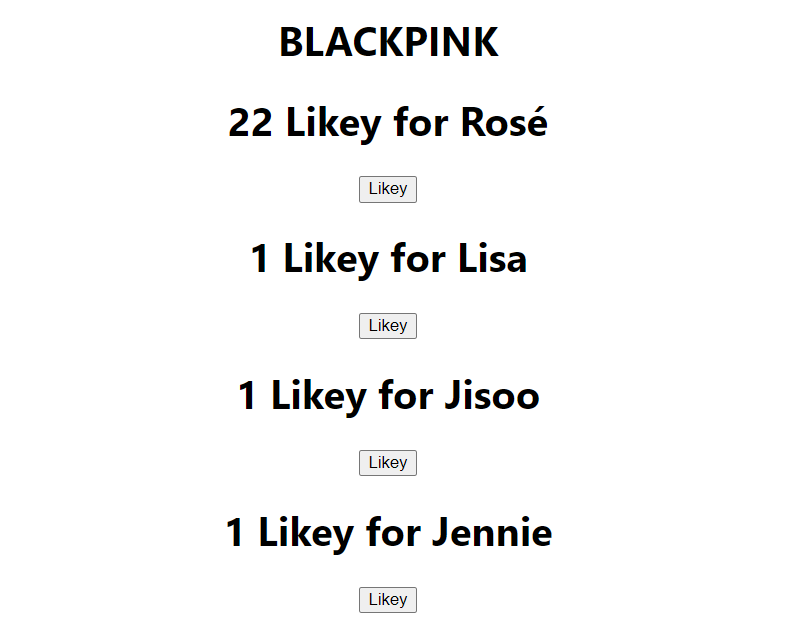 BLACKPINK
22 Likey for Rosé
Likey
1 Likey for Lisa
Likey
1 Likey for Jisoo
Likey
1 Likey for Jennie
Likey